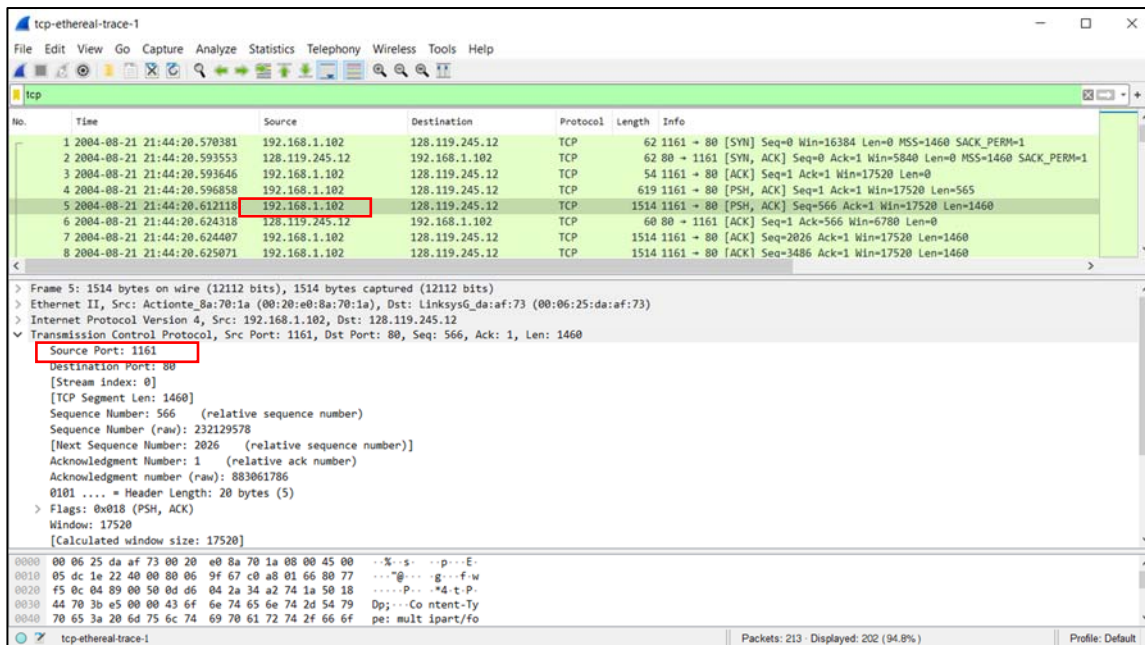 tcp-ethereal-trace-1
File Edit View Go Capture Analyze Statistics Telephony Wireless Tools Help
tcp
No. Time Source Destination Protocol Length Info
1 2004-08-21 21:44:20.570381 192.168.1.102 128.119.245.12 TCP 62 1161 → 80 [SYN] Seq=0 Win=16384 Len=0 MSS=1460 SACK_PERM=1
2 2004-08-21 21:44:20.593553 128.119.245.12 192.168.1.102 TCP 62 80 → 1161 [SYN, ACK] Seq=0 Ack=1 Win=5840 Len=0 MSS=1460 SACK_PERM=1
3 2004-08-21 21:44:20.593646 192.168.1.102 128.119.245.12 TCP 54 1161 → 80 [ACK] Seq=1 Ack=1 Win=17520 Len=0
4 2004-08-21 21:44:20.596858 192.168.1.102 128.119.245.12 TCP 619 1161 → 80 [PSH, ACK] Seq=1 Ack=1 Win=17520 Len=565
5 2004-08-21 21:44:20.612118 192.168.1.102 128.119.245.12 TCP 1514 1161 → 80 [PSH, ACK] Seq=566 Ack=1 Win=17520 Len=1460
6 2004-08-21 21:44:20.624318 128.119.245.12 192.168.1.102 TCP 60 80 → 1161 [ACK] Seq=1 Ack=566 Win=6780 Len=0
7 2004-08-21 21:44:20.624407 192.168.1.102 128.119.245.12 TCP 1514 1161 → 80 [ACK] Seq=2026 Ack=1 Win=17520 Len=1460
8 2004-08-21 21:44:20.625071 192.168.1.102 128.119.245.12 TCP 1514 1161 → 80 [ACK] Seq=3486 Ack=1 Win=17520 Len=1460
Frame 5: 1514 bytes on wire (12112 bits), 1514 bytes captured (12112 bits)
Ethernet II, Src: Actionte_8a:70:1a (00:20:e0:8a:70:1a), Dst: LinksysG_da:af:73 (00:06:25:da:af:73)
Internet Protocol Version 4, Src: 192.168.1.102, Dst: 128.119.245.12
Transmission Control Protocol, Src Port: 1161, Dst Port: 80, Seq: 566, Ack: 1, Len: 1460
Source Port: 1161
Destination Port: 80
[Stream index: 0]
[TCP Segment Len: 1460]
Sequence Number: 566 (relative sequence number)
Sequence Number (raw): 232129578
[Next Sequence Number: 2026 (relative sequence number)]
Acknowledgment Number: 1 (relative ack number)
Acknowledgment number (raw): 883061786
0101 .... = Header Length: 20 bytes (5)
Flags: 0x018 (PSH, ACK)
Window: 17520
[Calculated window size: 17520]
0000 00 06 25 da af 73 00 20 e0 8a 70 1a 08 00 45 00 ··%··s· ··p···E·
0010 05 dc 1e 22 40 00 80 06 9f 67 c0 a8 01 66 80 77 ···"@··· ·g···f·w
0020 f5 0c 04 89 00 50 0d d6 04 2a 34 a2 74 1a 50 18 ·····P·· ·*4·t·P·
0030 44 70 3b e5 00 00 43 6f 6e 74 65 6e 74 2d 54 79 Dp;···Co ntent-Ty
0040 70 65 3a 20 6d 75 6c 74 69 70 61 72 74 2f 66 6f pe: mult ipart/fo
tcp-ethereal-trace-1 Packets: 213 · Displayed: 202 (94.8%) Profile: Default